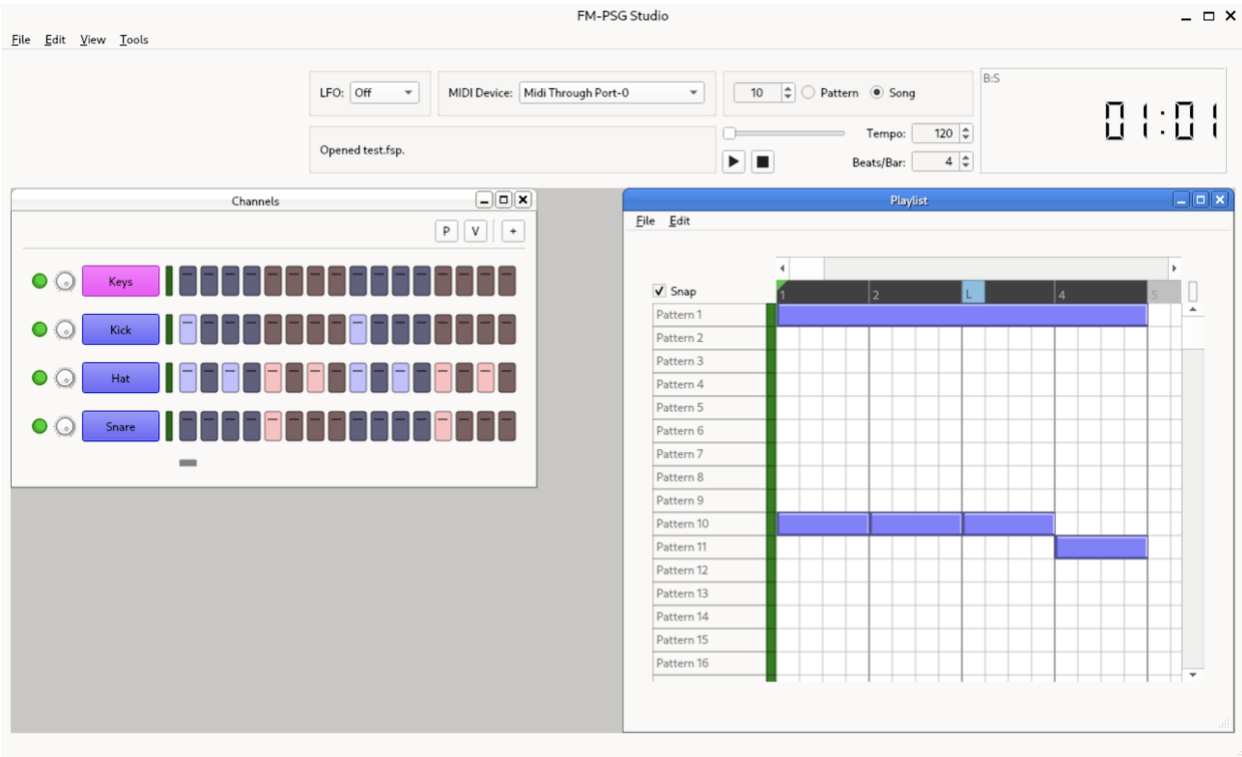 FM-PSG Studio
File Edit View Tools
LFO: Off MIDI Device: Midi Through Port-0 10 Pattern Song B:S
01:01
Opened test.fsp. Tempo: 120
Beats/Bar: 4
Channels
P V +
Keys
Kick
Hat
Snare
Playlist
File Edit
Snap 1 2 L 4 5
Pattern 1
Pattern 2
Pattern 3
Pattern 4
Pattern 5
Pattern 6
Pattern 7
Pattern 8
Pattern 9
Pattern 10
Pattern 11
Pattern 12
Pattern 13
Pattern 14
Pattern 15
Pattern 16